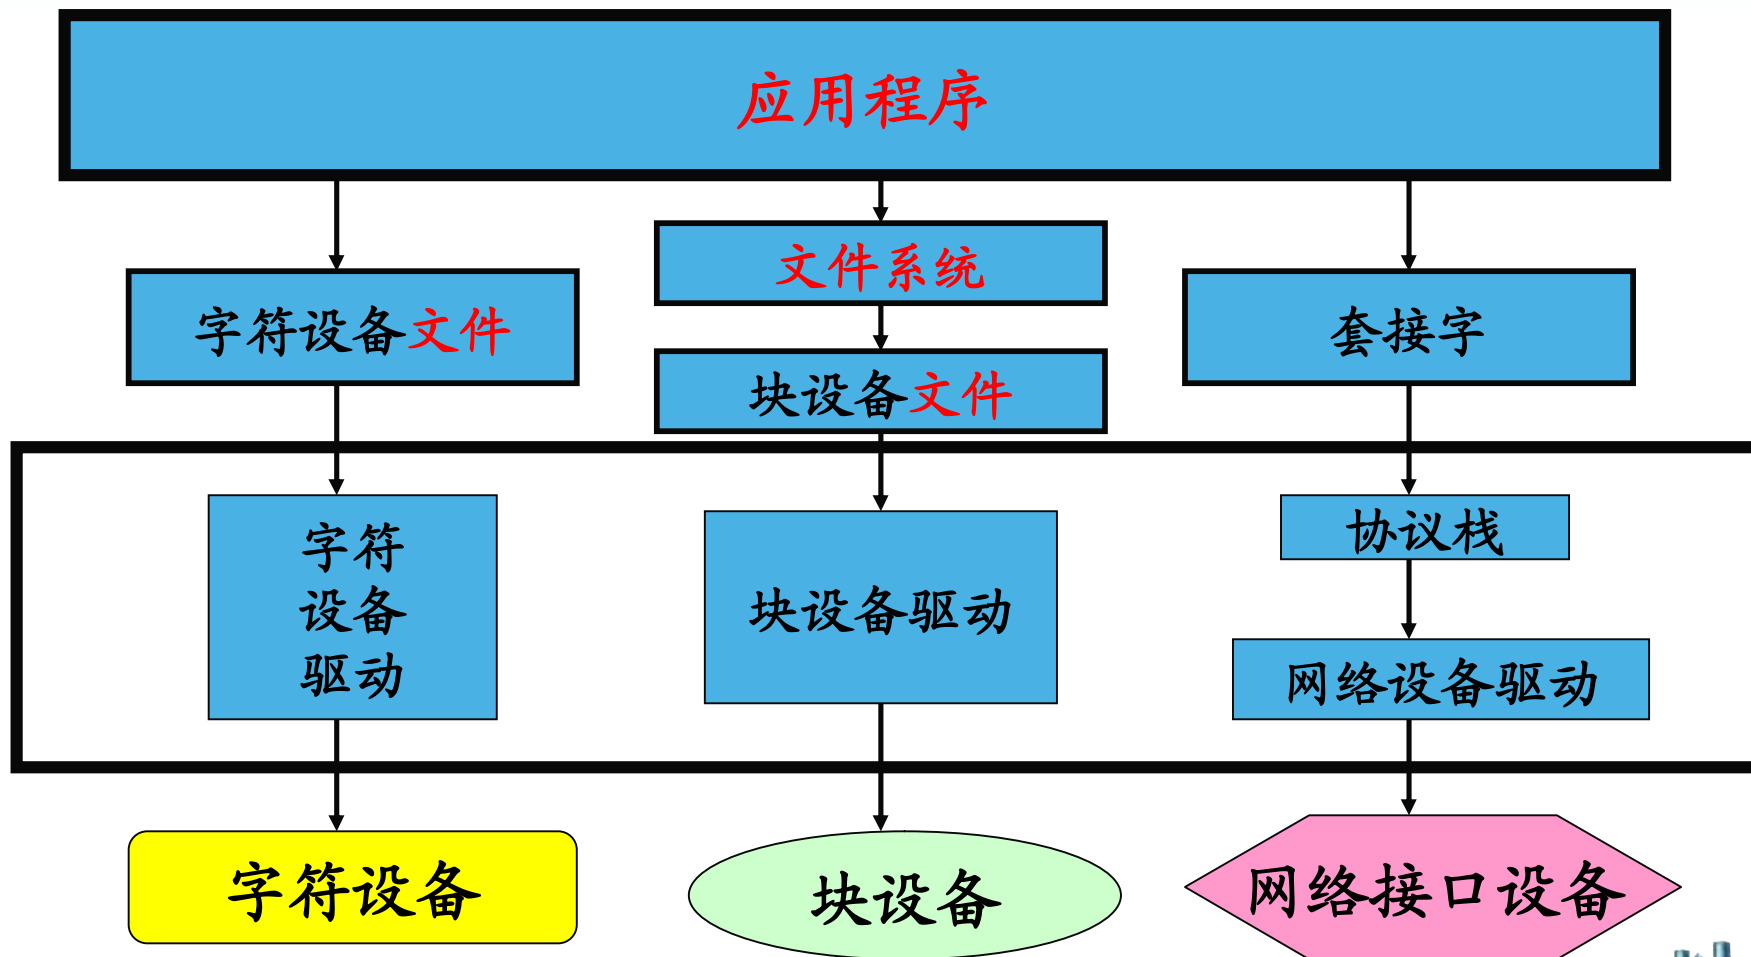 应用程序
文件系统
字符设备文件
套接字
块设备文件
字符
设备
驱动
块设备驱动
协议栈
网络设备驱动
字符设备
块设备
网络接口设备